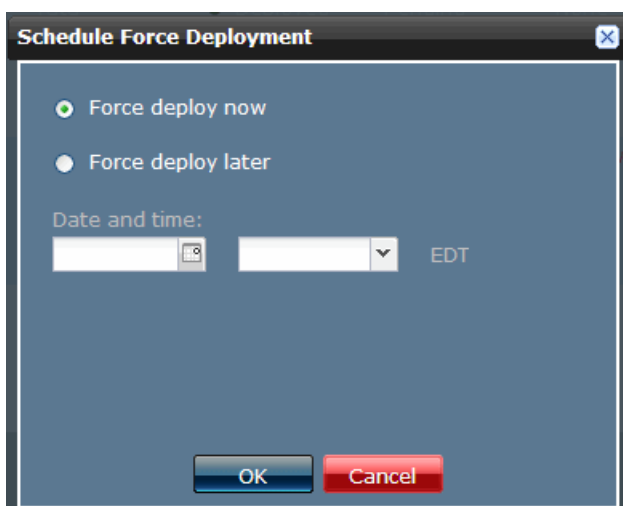 Schedule Force Deployment
Force deploy now
Force deploy later
Date and time:
EDT
OK Cancel